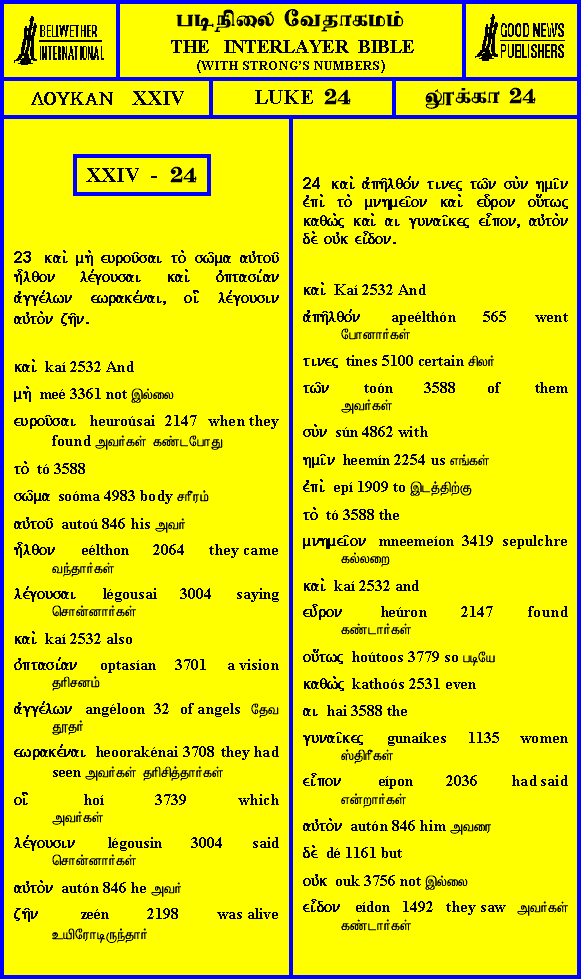 BELLWETHER
INTERNATIONAL
படிநிலை வேதாகமம்
THE INTERLAYER BIBLE
(WITH STRONG'S NUMBERS)
GOOD NEWS
PUBLISHERS
ΛΟΥΚΑΝ XXIV
LUKE 24
லூக்கா 24
XXIV - 24
23 καὶ μὴ ευροῦσαι τὸ σῶμα αὐτοῦ
ἦλθον λέγουσαι καὶ ὀπτασίαν
ἀγγέλων εωρακέναι, οἳ λέγουσιν
αὐτὸν ζῆν.
καὶ kaí 2532 And
μὴ meé 3361 not இல்லை
ευροῦσαι heuroúsai 2147 when they
found அவர்கள் கண்டபோது
τὸ tó 3588
σῶμα soóma 4983 body சரீரம்
αὐτοῦ autoú 846 his அவர்
ἦλθον eélthon 2064 they came
வந்தார்கள்
λέγουσαι légousai 3004 saying
சொன்னார்கள்
καὶ kaí 2532 also
ὀπτασίαν optasían 3701 a vision
தரிசனம்
ἀγγέλων angéloon 32 of angels தேவ
தூதர்
εωρακέναι heoorakénai 3708 they had
seen அவர்கள் தரிசித்தார்கள்
οἳ hoí 3739 which
அவர்கள்
λέγουσιν légousin 3004 said
சொன்னார்கள்
αὐτὸν autón 846 he அவர்
ζῆν zeén 2198 was alive
உயிரோடிருந்தார்
24 καὶ ἀπῆλθόν τινες τῶν σὺν ημῖν
ἐπὶ τὸ μνημεῖον καὶ εὗρον οὕτως
καθὼς καὶ αι γυναῖκες εἶπον, αὐτὸν
δὲ οὐκ εἶδον.
καὶ Kaí 2532 And
ἀπῆλθόν apeélthón 565 went
போனார்கள்
τινες tines 5100 certain சிலர்
τῶν toón 3588 of them
அவர்கள்
σὺν sún 4862 with
ημῖν heemín 2254 us எங்கள்
ἐπὶ epí 1909 to இடத்திற்கு
τὸ tó 3588 the
μνημεῖον mneemeíon 3419 sepulchre
கல்லறை
καὶ kaí 2532 and
εὗρον heúron 2147 found
கண்டார்கள்
οὕτως hoútoos 3779 so படியே
καθὼς kathoós 2531 even
αι hai 3588 the
γυναῖκες gunaíkes 1135 women
ஸ்திரீகள்
εἶπον eípon 2036 had said
என்றார்கள்
αὐτὸν autón 846 him அவரை
δὲ dé 1161 but
οὐκ ouk 3756 not இல்லை
εἶδον eídon 1492 they saw அவர்கள்
கண்டார்கள்